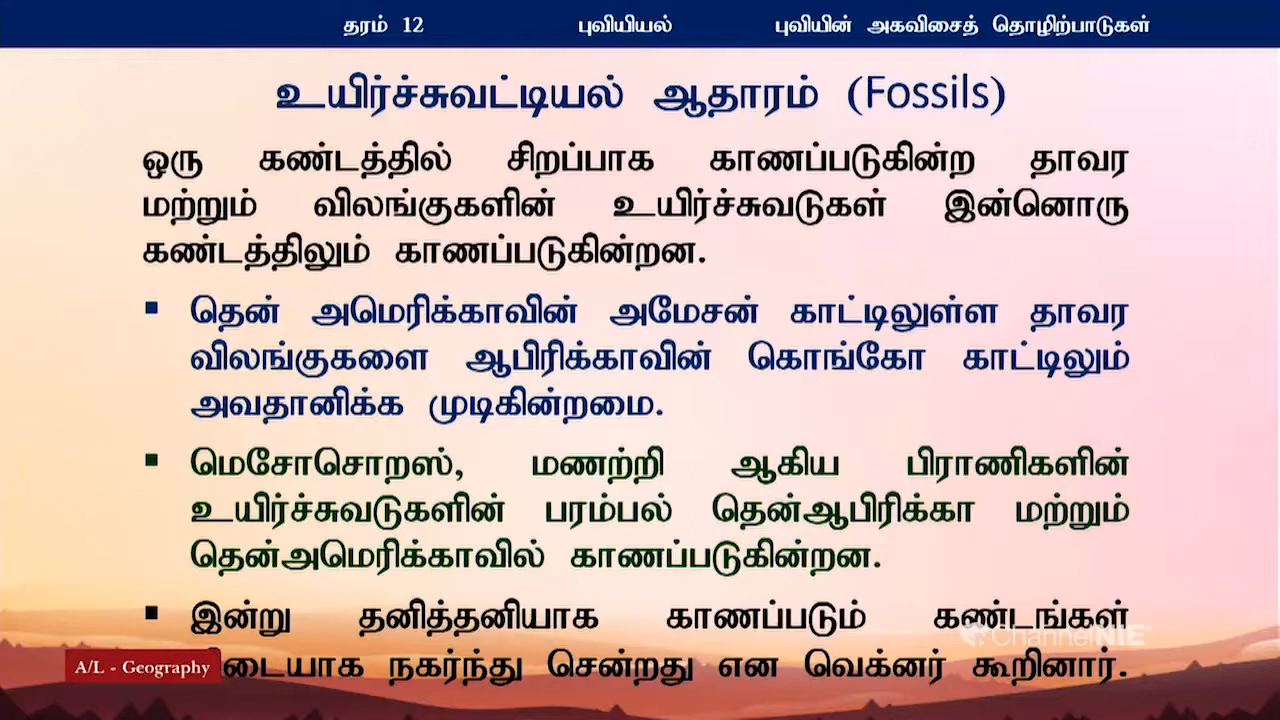 தரம் 12 புவியியல் புவியின் அகவிசைத் தொழிற்பாடுகள்
உயிர்ச்சுவட்டியல் ஆதாரம் (Fossils)
ஒரு கண்டத்தில் சிறப்பாக காணப்படுகின்ற தாவர
மற்றும் விலங்குகளின் உயிர்ச்சுவடுகள் இன்னொரு
கண்டத்திலும் காணப்படுகின்றன.
▪ தென் அமெரிக்காவின் அமேசன் காட்டிலுள்ள தாவர
விலங்குகளை ஆபிரிக்காவின் கொங்கோ காட்டிலும்
அவதானிக்க முடிகின்றமை.
▪ மெசோசொறஸ், மணற்றி ஆகிய பிராணிகளின்
உயிர்ச்சுவடுகளின் பரம்பல் தென்ஆபிரிக்கா மற்றும்
தென்அமெரிக்காவில் காணப்படுகின்றன.
▪ இன்று தனித்தனியாக காணப்படும் கண்டங்கள்
நகர்ந்து சென்றது என வெக்னர் கூறினார்.
ChannelNIE
A/L - Geography